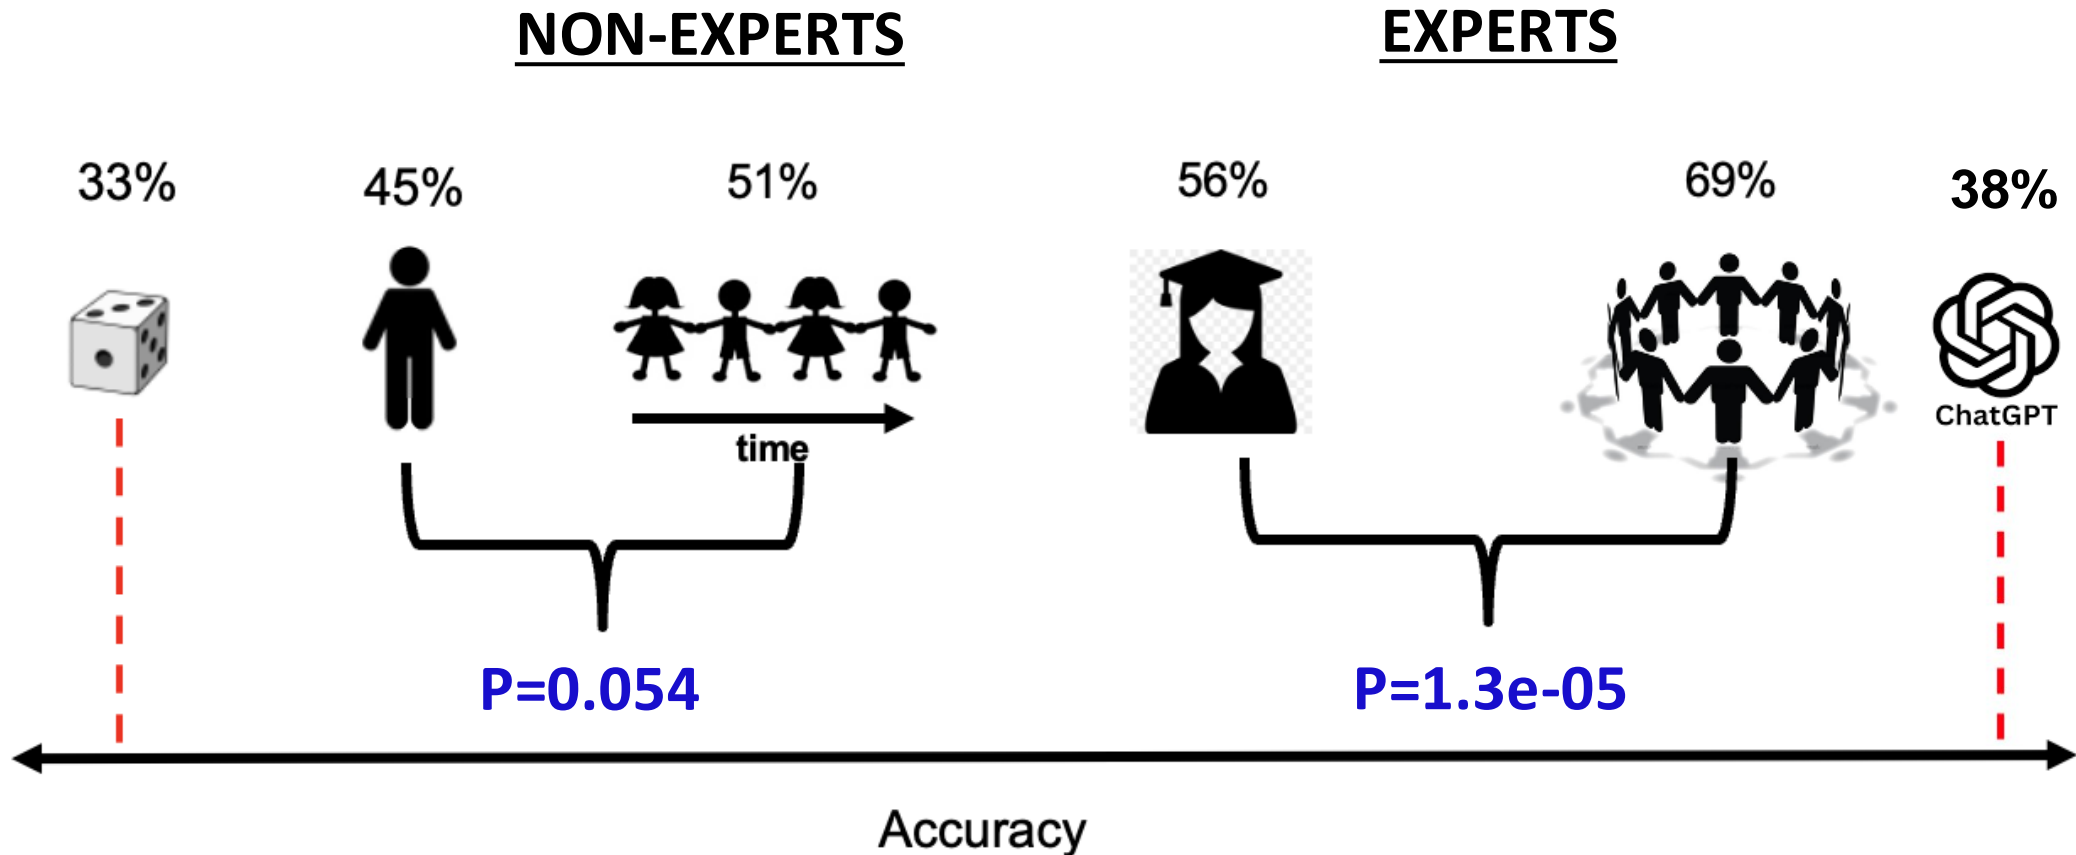 NON-EXPERTS
EXPERTS
33%
45%
51%
56%
69%
38%
time
ChatGPT
P=0.054
P=1.3e-05
Accuracy